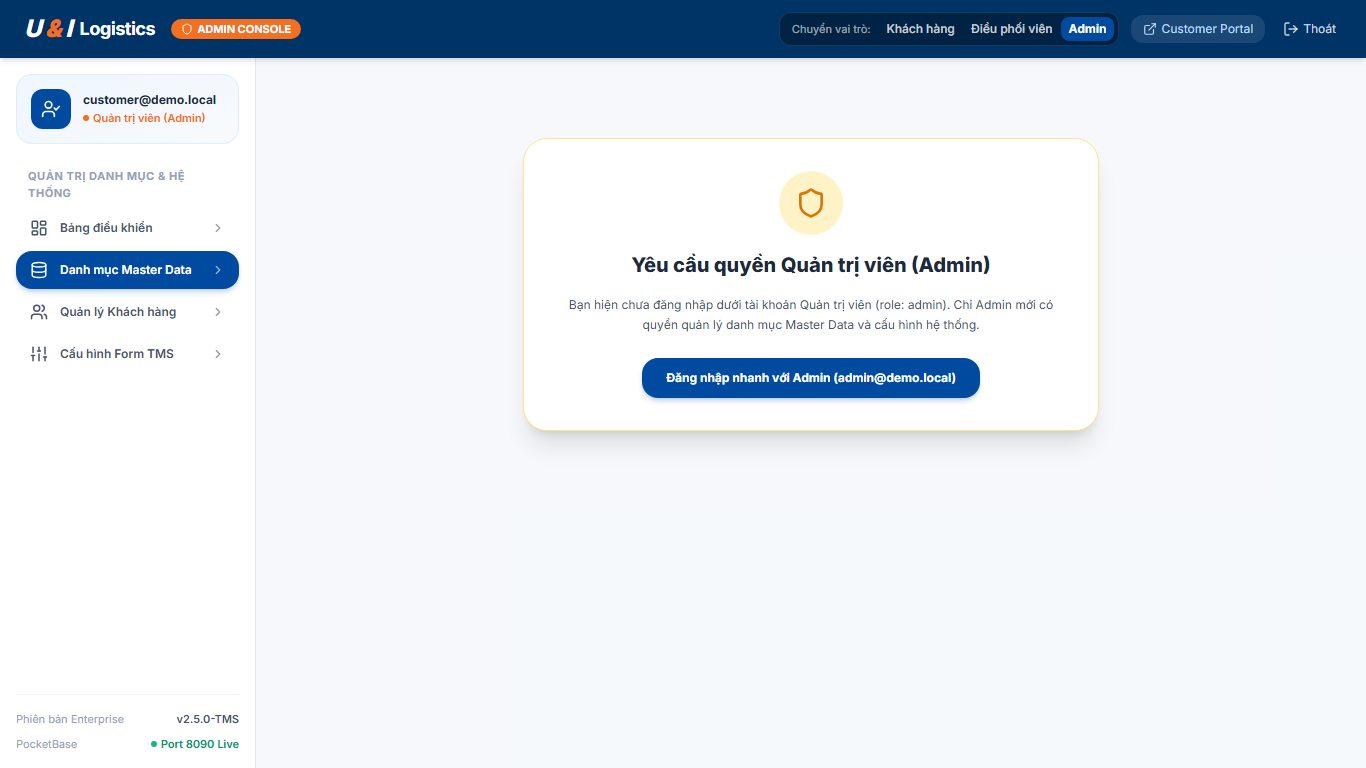 U&I Logistics
ADMIN CONSOLE
Chuyển vai trò:
Khách hàng
Điều phối viên
Admin
Customer Portal
Thoát
customer@demo.local
Quản trị viên (Admin)
QUẢN TRỊ DANH MỤC & HỆ
THỐNG
Bảng điều khiển
Danh mục Master Data
Quản lý Khách hàng
Cấu hình Form TMS
Yêu cầu quyền Quản trị viên (Admin)
Bạn hiện chưa đăng nhập dưới tài khoản Quản trị viên (role: admin). Chỉ Admin mới có
quyền quản lý danh mục Master Data và cấu hình hệ thống.
Đăng nhập nhanh với Admin (admin@demo.local)
Phiên bản Enterprise
v2.5.0-TMS
PocketBase
Port 8090 Live